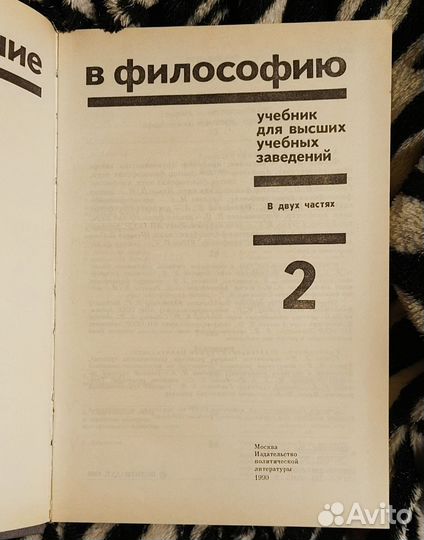 ние в философию
учебник
для высших
учебных
заведений
В двух частях
2
Москва
Издательство
политической
литературы
1990
Avito